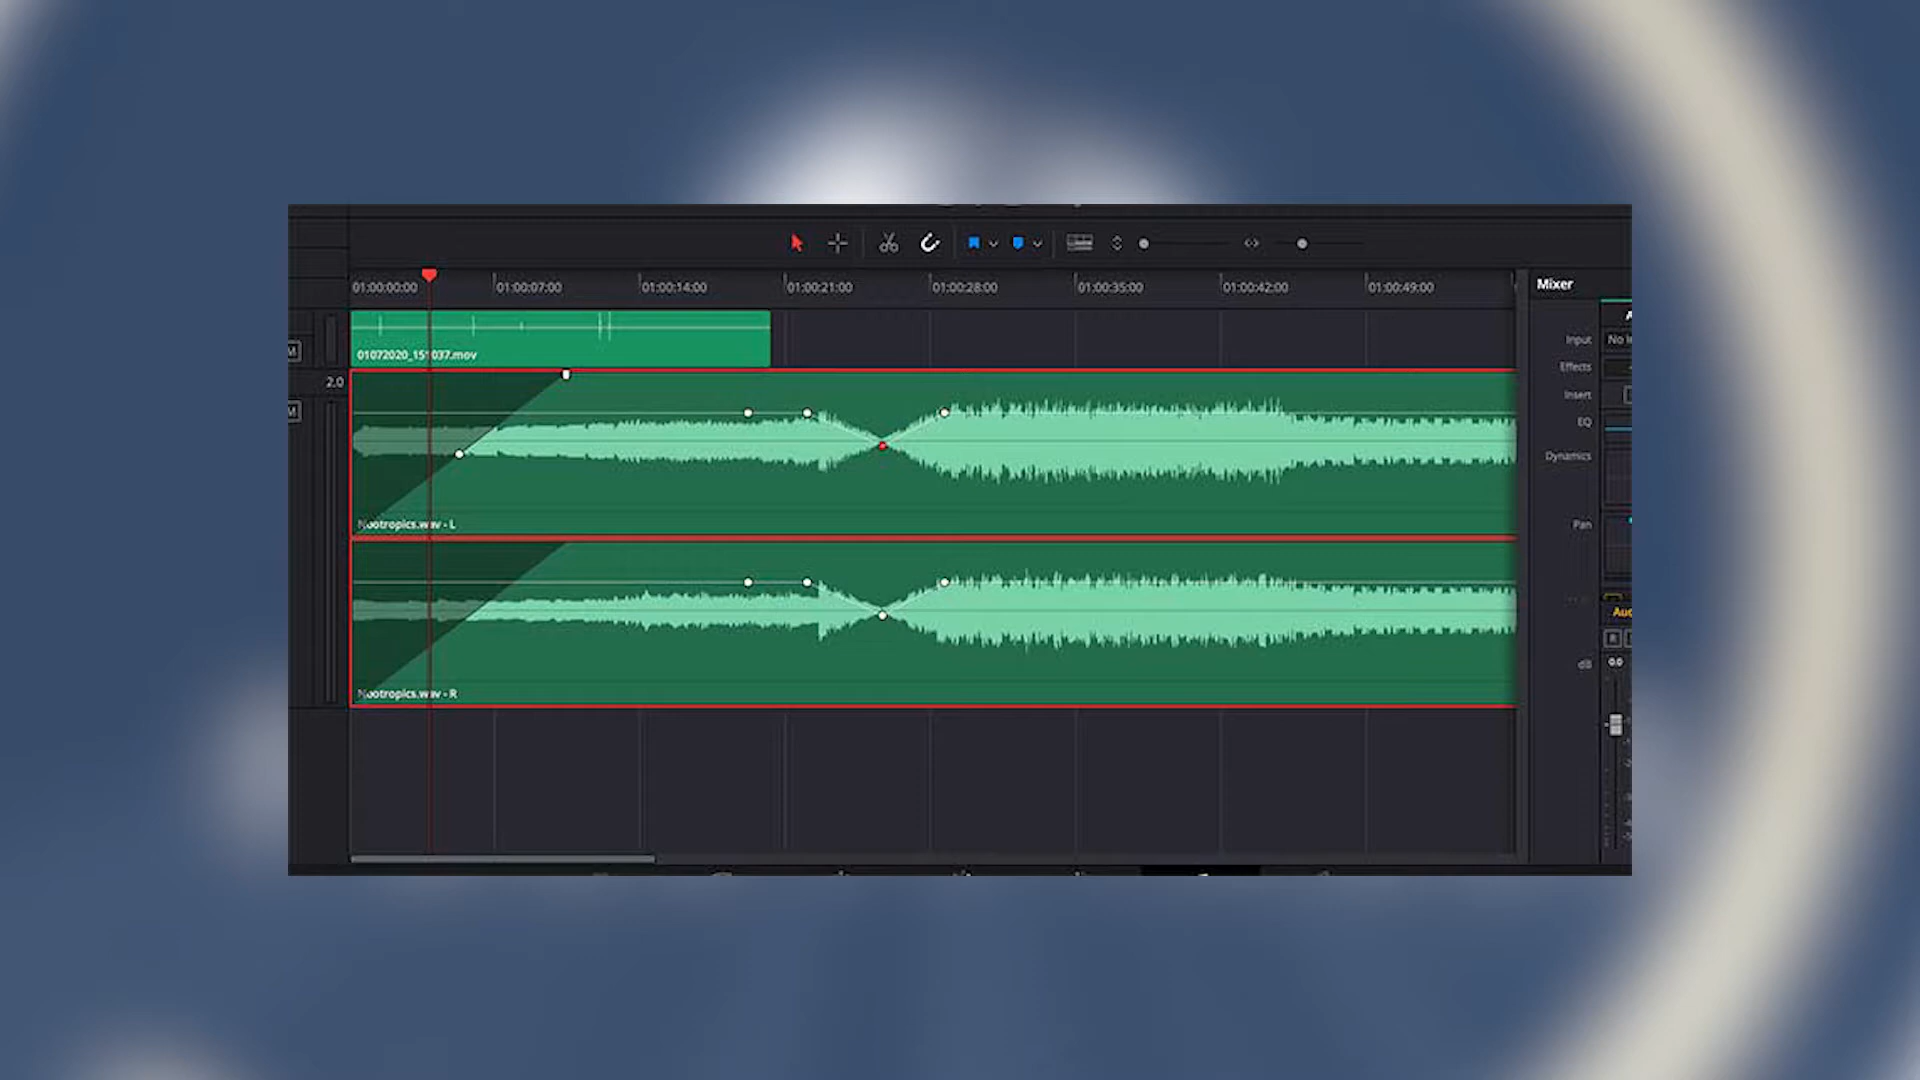 01:00:00:00 01:00:07:00 01:00:14:00 01:00:21:00 01:00:28:00 01:00:35:00 01:00:42:00 01:00:49:00
Mixer
Input
Effects
Insert
EQ
Dynamics
Pan
dB
0.0
R
M
01072020_151037.mov
2.0
M
Nootropics.wav - L
Nootropics.wav - R